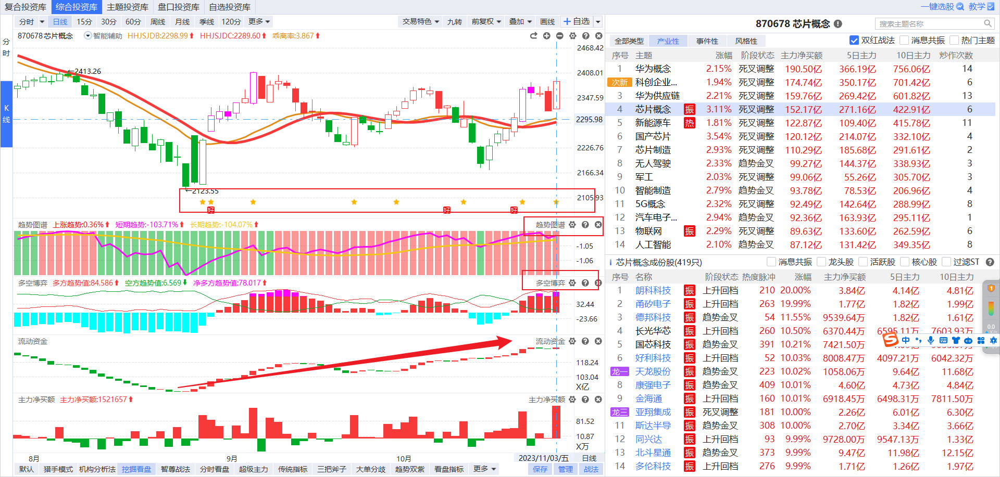 复合投资库 综合投资库 主题投资库 盘口投资库 自选投资库 一键选股 教学
分时 日线 15分 30分 60分 周线 月线 季线 120分 更多 交易特色 九转 前复权 叠加 画线 +自选
分时
K线
870678 芯片概念 智能辅助 HHJSJDB:2298.99 HHJSJDC:2289.60 乖离率:3.867
2468.42
2408.01
2347.59
2295.98
2226.76
2166.34
2105.93
←2413.26
←2123.55
好 好 好
趋势图谱 上涨趋势:0.36% 短期趋势:-103.71% 长期趋势:-104.07% 趋势图谱
-1.05
-1.06
多空博弈 多方趋势值:84.586 空方趋势值:6.569 净多方趋势值:78.017 多空博弈
32.44
-23.66
流动资金 流动资金
118.24
103.04
X亿
主力净买额 主力净买额:1521657 主力净买额
81.52
10.87
X万
8月 9月 10月 2023/11/03/五 日线
默认 猎手模式 机构分析法 挖掘看盘 智尊战法 分时看盘 超级主力 传统指标 三把斧子 大单分歧 趋势双紫 看盘指标 更多 保存 管理 战法
870678 芯片概念 搜索主题名称
全部类型 产业性 事件性 风格性 双红战法 消息共振 热门主题
序号 主题 涨幅 阶段状态 主力净买额 5日主力 10日主力 炒作次数
1 华为概念 2.15% 死叉调整 190.50亿 366.19亿 756.06亿 14
次新 科创企业... 1.94% 死叉调整 174.74亿 350.17亿 701.42亿 6
3 华为供应链 2.21% 死叉调整 159.76亿 269.42亿 601.82亿 13
4 芯片概念 振 3.11% 死叉调整 152.17亿 271.16亿 422.91亿 6
5 新能源车 热 1.81% 死叉调整 122.87亿 109.40亿 415.78亿 11
6 国产芯片 3.54% 死叉调整 120.12亿 214.07亿 332.10亿 4
7 芯片制造 2.93% 死叉调整 110.29亿 185.68亿 291.61亿 2
8 无人驾驶 2.33% 趋势金叉 99.27亿 144.37亿 338.93亿 3
9 军工 2.03% 死叉调整 99.06亿 55.26亿 305.70亿 3
10 智能制造 2.79% 趋势金叉 93.78亿 78.53亿 206.96亿 4
11 5G概念 2.32% 死叉调整 92.49亿 142.64亿 288.99亿 8
12 汽车电子... 2.94% 趋势金叉 92.36亿 163.93亿 295.11亿 1
13 物联网 振 2.29% 死叉调整 89.63亿 133.60亿 262.59亿 6
14 人工智能 2.10% 趋势金叉 87.12亿 131.42亿 349.35亿 8
芯片概念成份股(419只) 消息共振 龙头股 活跃股 核心股 过滤ST
序号 名称 阶段状态 热度脉冲 涨幅 主力净买额 5日主力 10日主力
1 朗科科技 振 上升回档 210 20.00% 3.84亿 4.14亿 4.81亿
2 甬矽电子 振 上升回档 263 19.99% 1.77亿 1.82亿 1.99亿
3 德邦科技 振 趋势金叉 54 11.55% 9539.64万 1.82亿 1.61亿
4 长光华芯 振 上升回档 260 10.50% 6370.44万 6595.11万 7603.93万
5 国芯科技 振 趋势金叉 391 10.21% 7421.50万
6 好利科技 振 上升回档 52 10.03% 8008.47万 4097.21万 6042.32万
龙一 天龙股份 振 趋势金叉 223 10.02% 1058.06万 9.64亿 11.68亿
8 康强电子 振 趋势金叉 409 10.01% 4.60亿 4.73亿 4.84亿
9 金海通 振 上升回档 160 10.01% 6918.45万 6498.31万 7811.50万
龙三 亚翔集成 振 死叉调整 181 10.00% 2.26亿 6.01亿 6.30亿
11 斯达半导 振 趋势金叉 308 10.00% 2.70亿 3.34亿 3.66亿
12 同兴达 振 上升回档 93 9.99% 9728.00万 9547.13万 1.33亿
13 北斗星通 振 趋势金叉 373 9.99% 9.47亿 11.98亿 12.15亿
14 多伦科技 振 上升回档 276 9.99% 1.71亿 1.26亿 1.97亿
1
0.0
K/s
S 中